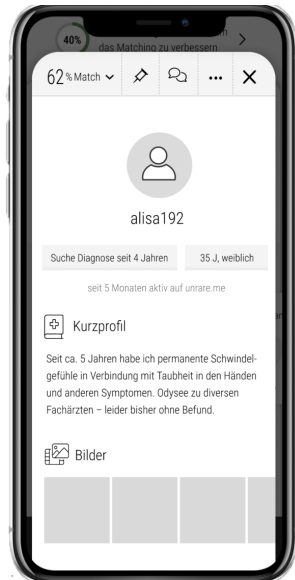 40%
das Matching zu verbessern
62 % Match
alisa192
Suche Diagnose seit 4 Jahren
35 J, weiblich
seit 5 Monaten aktiv auf unrare.me
Kurzprofil
Seit ca. 5 Jahren habe ich permanente Schwindel-
gefühle in Verbindung mit Taubheit in den Händen
und anderen Symptomen. Odysee zu diversen
Fachärzten – leider bisher ohne Befund.
Bilder